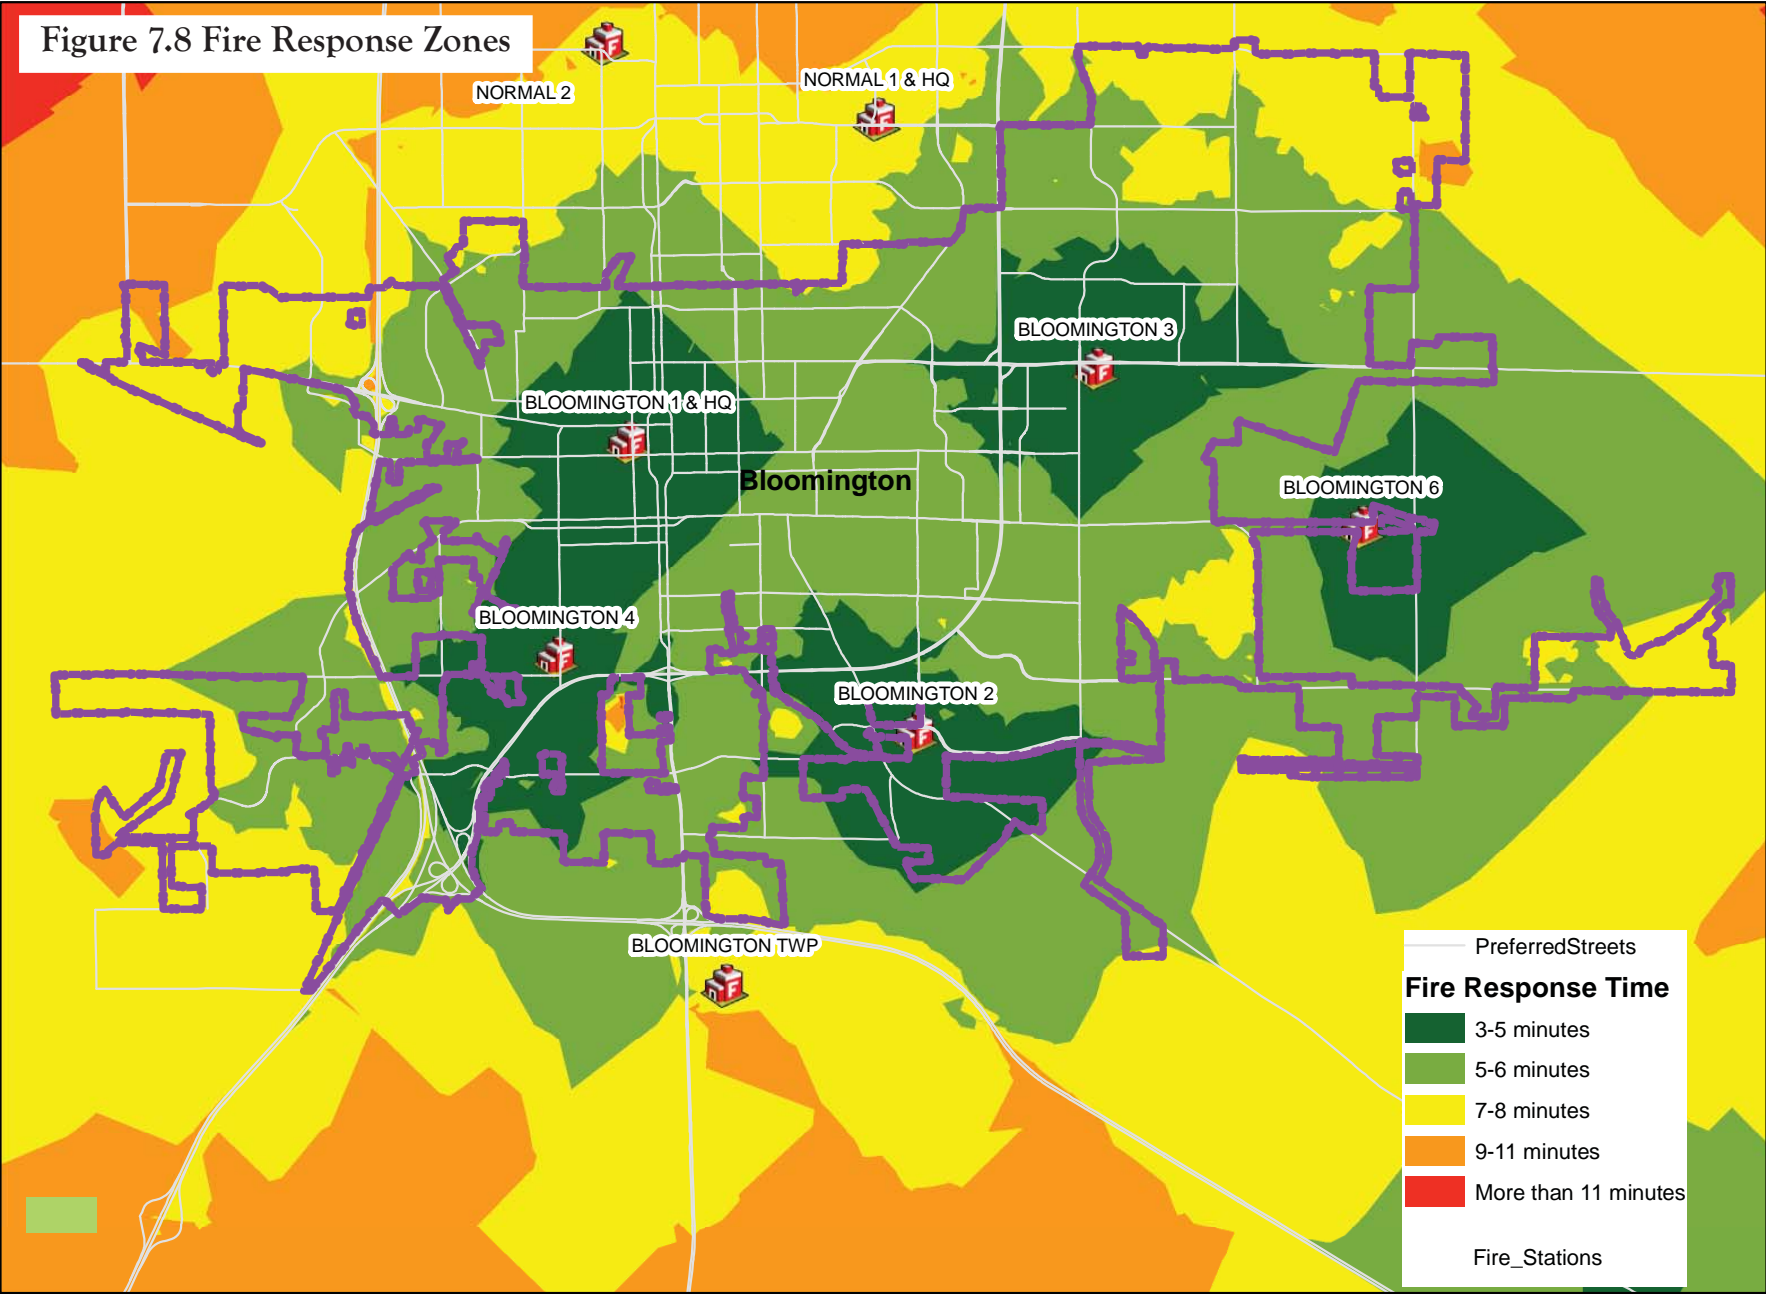 Figure 7.8 Fire Response Zones
NORMAL 2
NORMAL 1 & HQ
BLOOMINGTON 3
BLOOMINGTON 1 & HQ
Bloomington
BLOOMINGTON 6
BLOOMINGTON 4
BLOOMINGTON 2
BLOOMINGTON TWP
PreferredStreets
Fire Response Time
3-5 minutes
5-6 minutes
7-8 minutes
9-11 minutes
More than 11 minutes
Fire_Stations